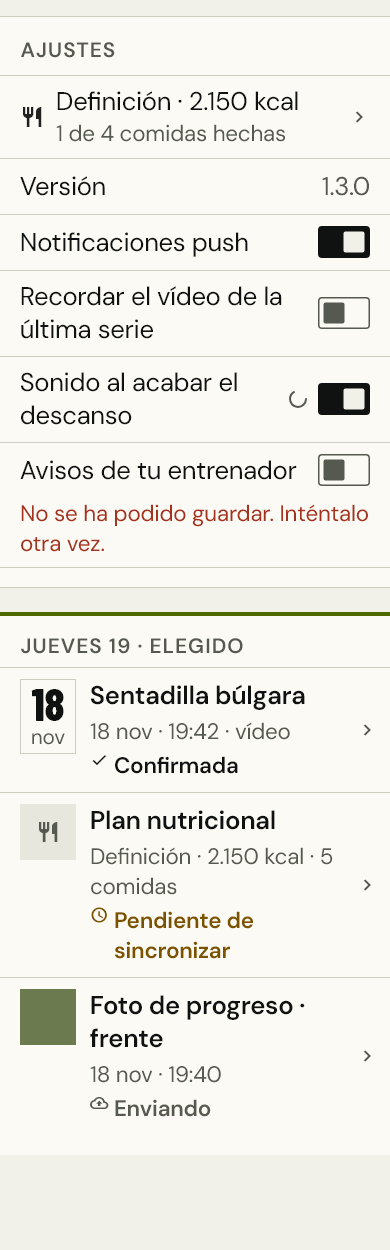 AJUSTES
Definición · 2.150 kcal
1 de 4 comidas hechas
Versión
1.3.0
Notificaciones push
Recordar el vídeo de la
última serie
Sonido al acabar el
descanso
Avisos de tu entrenador
No se ha podido guardar. Inténtalo
otra vez.
JUEVES 19 · ELEGIDO
18
nov
Sentadilla búlgara
18 nov · 19:42 · vídeo
Confirmada
Plan nutricional
Definición · 2.150 kcal · 5
comidas
Pendiente de
sincronizar
Foto de progreso ·
frente
18 nov · 19:40
Enviando